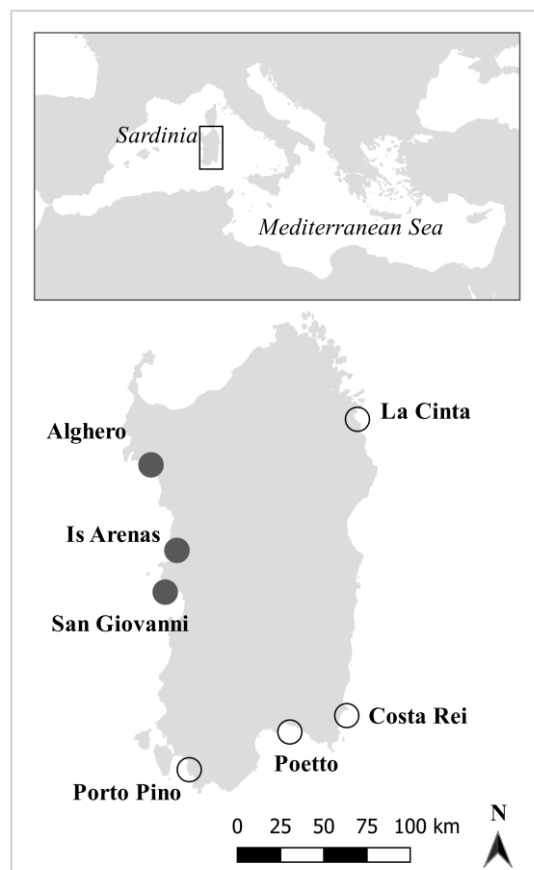 Sardinia
Mediterranean Sea
La Cinta
Alghero
Is Arenas
San Giovanni
Costa Rei
Poetto
Porto Pino
N
0 25 50 75 100 km